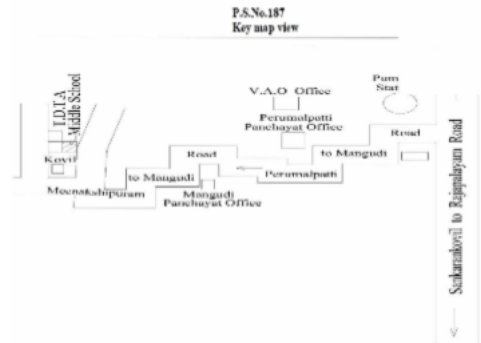 P.S.No.187
Key map view
Pum
Star
V.A.O Office
T.D.T.A
Middle School
Perumalpatti
Panchayat Office
Road
Road
to Mangudi
Kovil
to Mangudi
Perumalpatti
Meenakshipuram
Mangudi
Panchayat Office
Sankarankovil to Rajapalayam Road